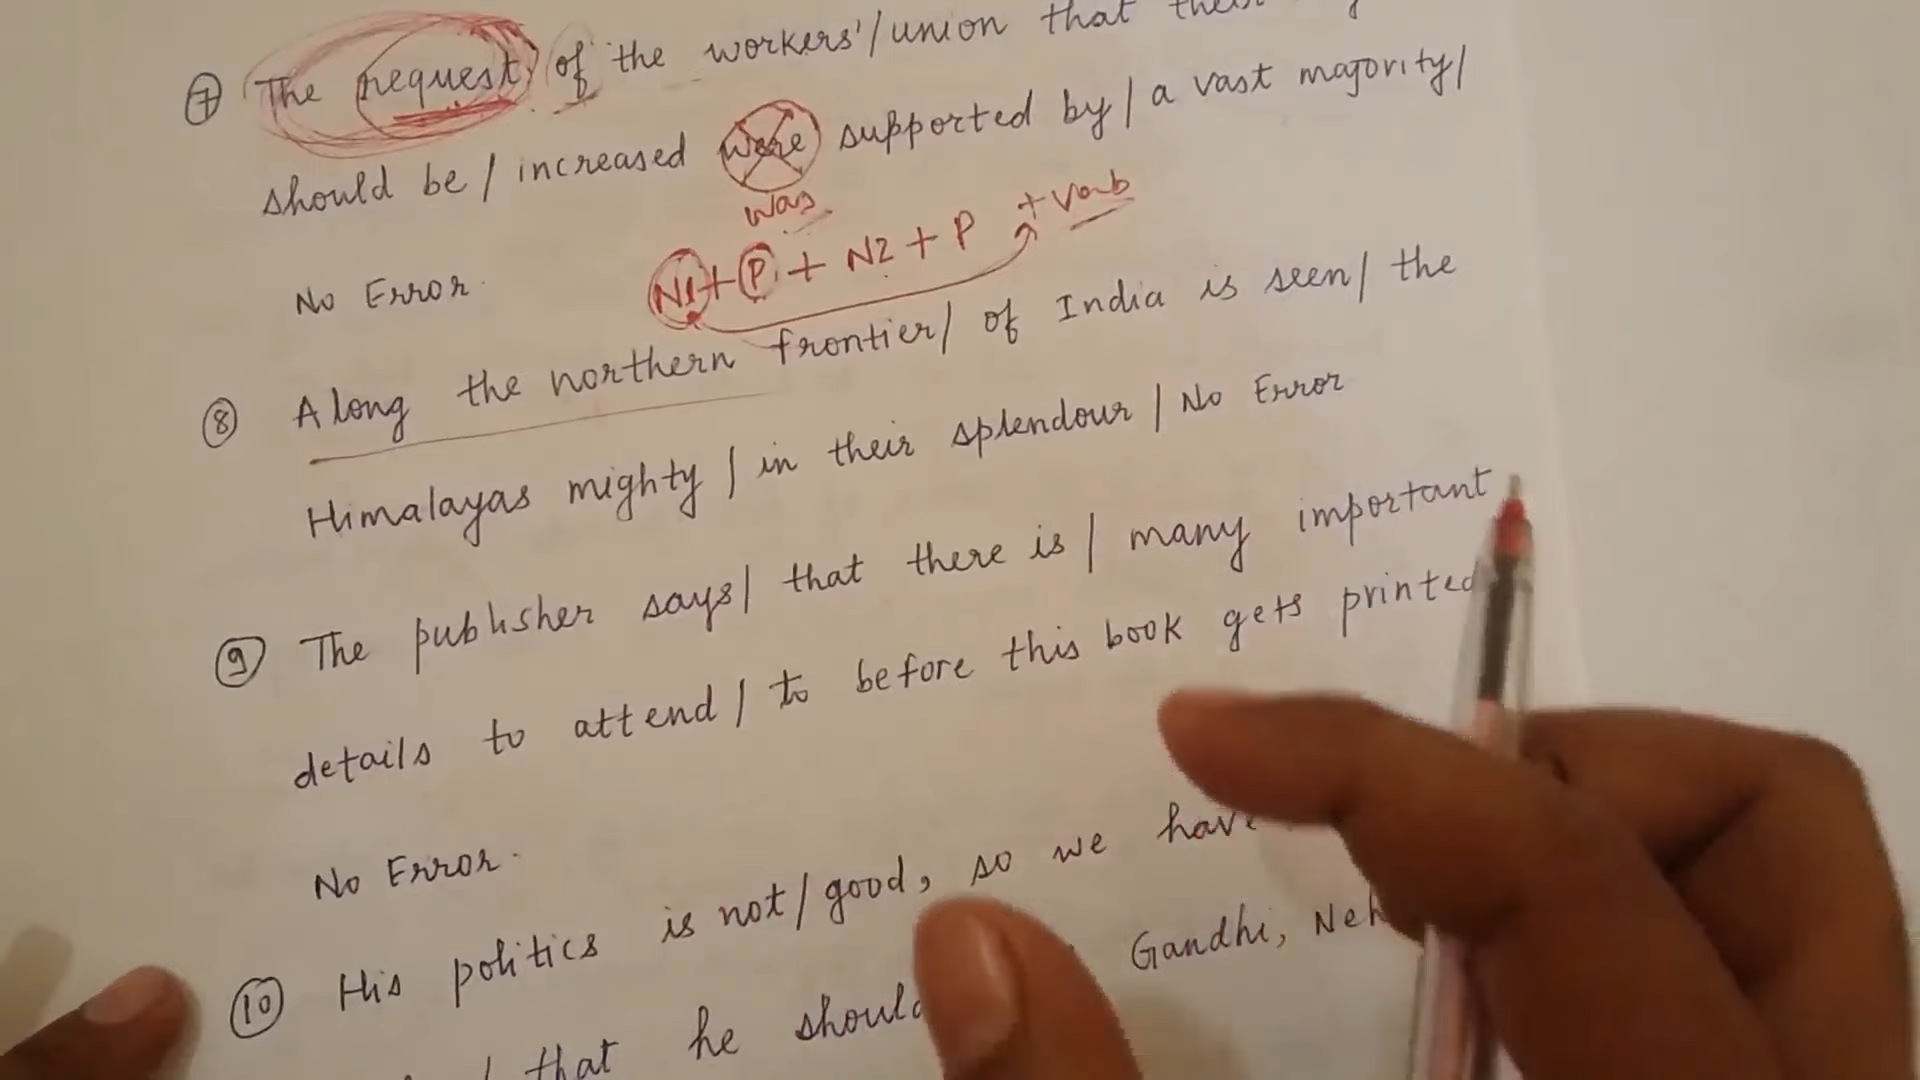 ⑦ The request of the workers'/union that their
should be / increased were supported by / a vast majority/
was
No Error.
N1 + P + N2 + P + Verb
⑧ Along the northern frontier/ of India is seen/ the
Himalayas mighty / in their splendour / No Error
⑨ The publisher says/ that there is / many important
details to attend / to before this book gets printed
No Error.
⑩ His politics is not / good, so we have
/ that he should Gandhi,